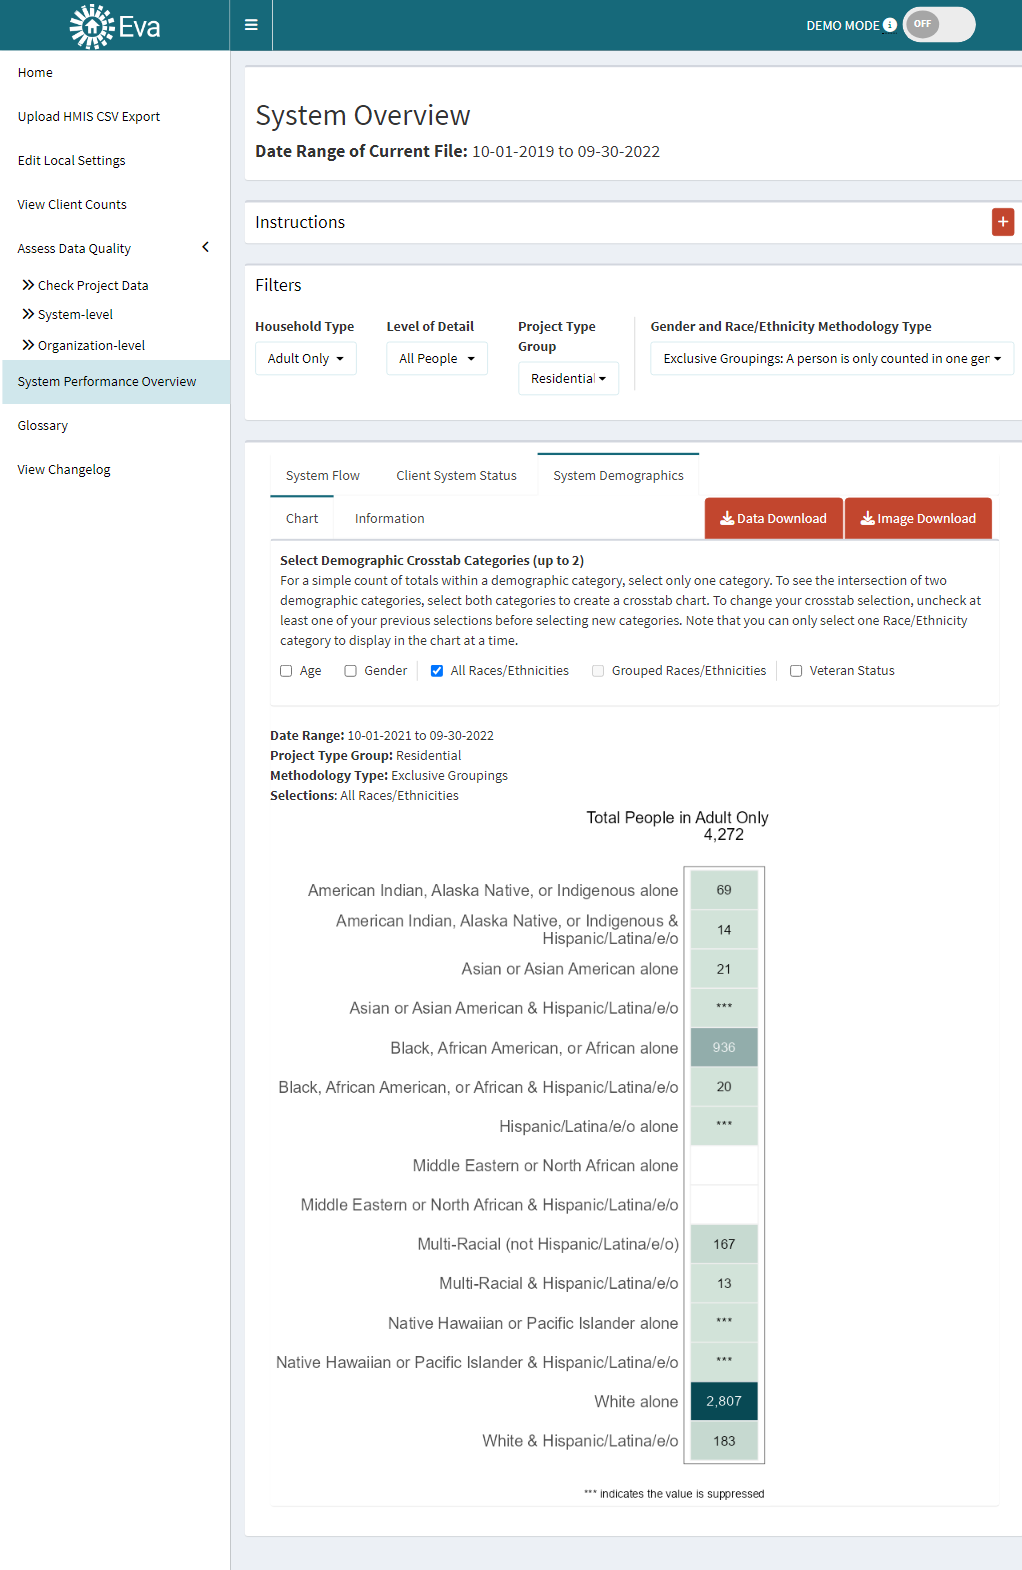 Eva
DEMO MODE
OFF
Home
Upload HMIS CSV Export
Edit Local Settings
View Client Counts
Assess Data Quality
Check Project Data
System-level
Organization-level
System Performance Overview
Glossary
View Changelog
System Overview
Date Range of Current File: 10-01-2019 to 09-30-2022
Instructions
+
Filters
Household Type
Adult Only
Level of Detail
All People
Project Type
Group
Residential
Gender and Race/Ethnicity Methodology Type
Exclusive Groupings: A person is only counted in one ger
System Flow
Client System Status
System Demographics
Chart
Information
Data Download
Image Download
Select Demographic Crosstab Categories (up to 2)
For a simple count of totals within a demographic category, select only one category. To see the intersection of two
demographic categories, select both categories to create a crosstab chart. To change your crosstab selection, uncheck at
least one of your previous selections before selecting new categories. Note that you can only select one Race/Ethnicity
category to display in the chart at a time.
Age
Gender
All Races/Ethnicities
Grouped Races/Ethnicities
Veteran Status
Date Range: 10-01-2021 to 09-30-2022
Project Type Group: Residential
Methodology Type: Exclusive Groupings
Selections: All Races/Ethnicities
Total People in Adult Only
4,272
American Indian, Alaska Native, or Indigenous alone 69
American Indian, Alaska Native, or Indigenous &
Hispanic/Latina/e/o 14
Asian or Asian American alone 21
Asian or Asian American & Hispanic/Latina/e/o ***
Black, African American, or African alone 936
Black, African American, or African & Hispanic/Latina/e/o 20
Hispanic/Latina/e/o alone ***
Middle Eastern or North African alone
Middle Eastern or North African & Hispanic/Latina/e/o
Multi-Racial (not Hispanic/Latina/e/o) 167
Multi-Racial & Hispanic/Latina/e/o 13
Native Hawaiian or Pacific Islander alone ***
Native Hawaiian or Pacific Islander & Hispanic/Latina/e/o ***
White alone 2,807
White & Hispanic/Latina/e/o 183
*** indicates the value is suppressed